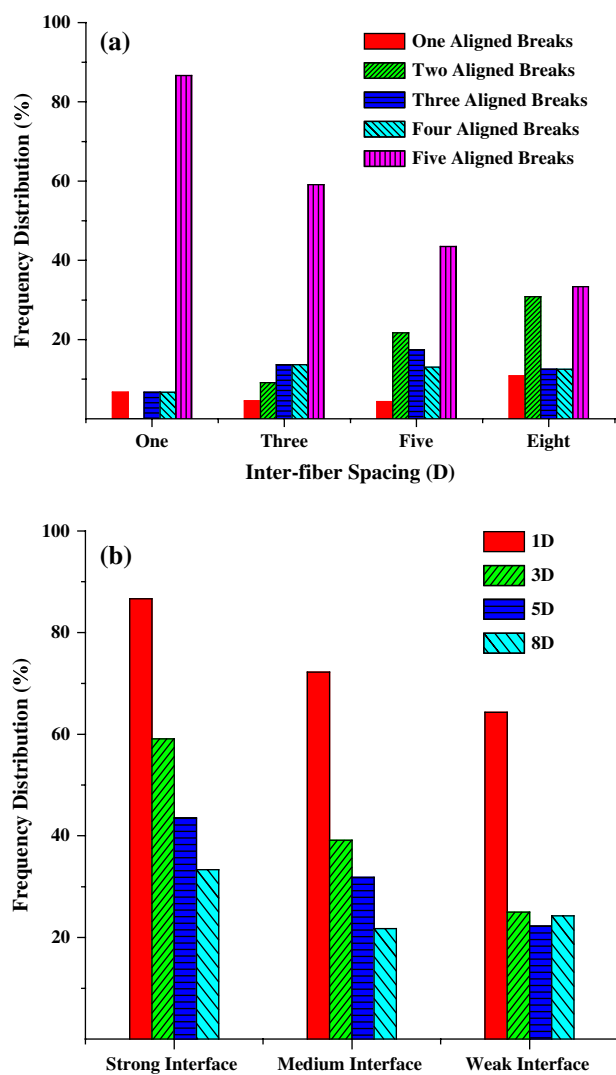 (a)
One Aligned Breaks
Two Aligned Breaks
Three Aligned Breaks
Four Aligned Breaks
Five Aligned Breaks
100
80
60
40
20
Frequency Distribution (%)
One
Three
Five
Eight
Inter-fiber Spacing (D)
(b)
1D
3D
5D
8D
100
80
60
40
20
Frequency Distribution (%)
Strong Interface
Medium Interface
Weak Interface